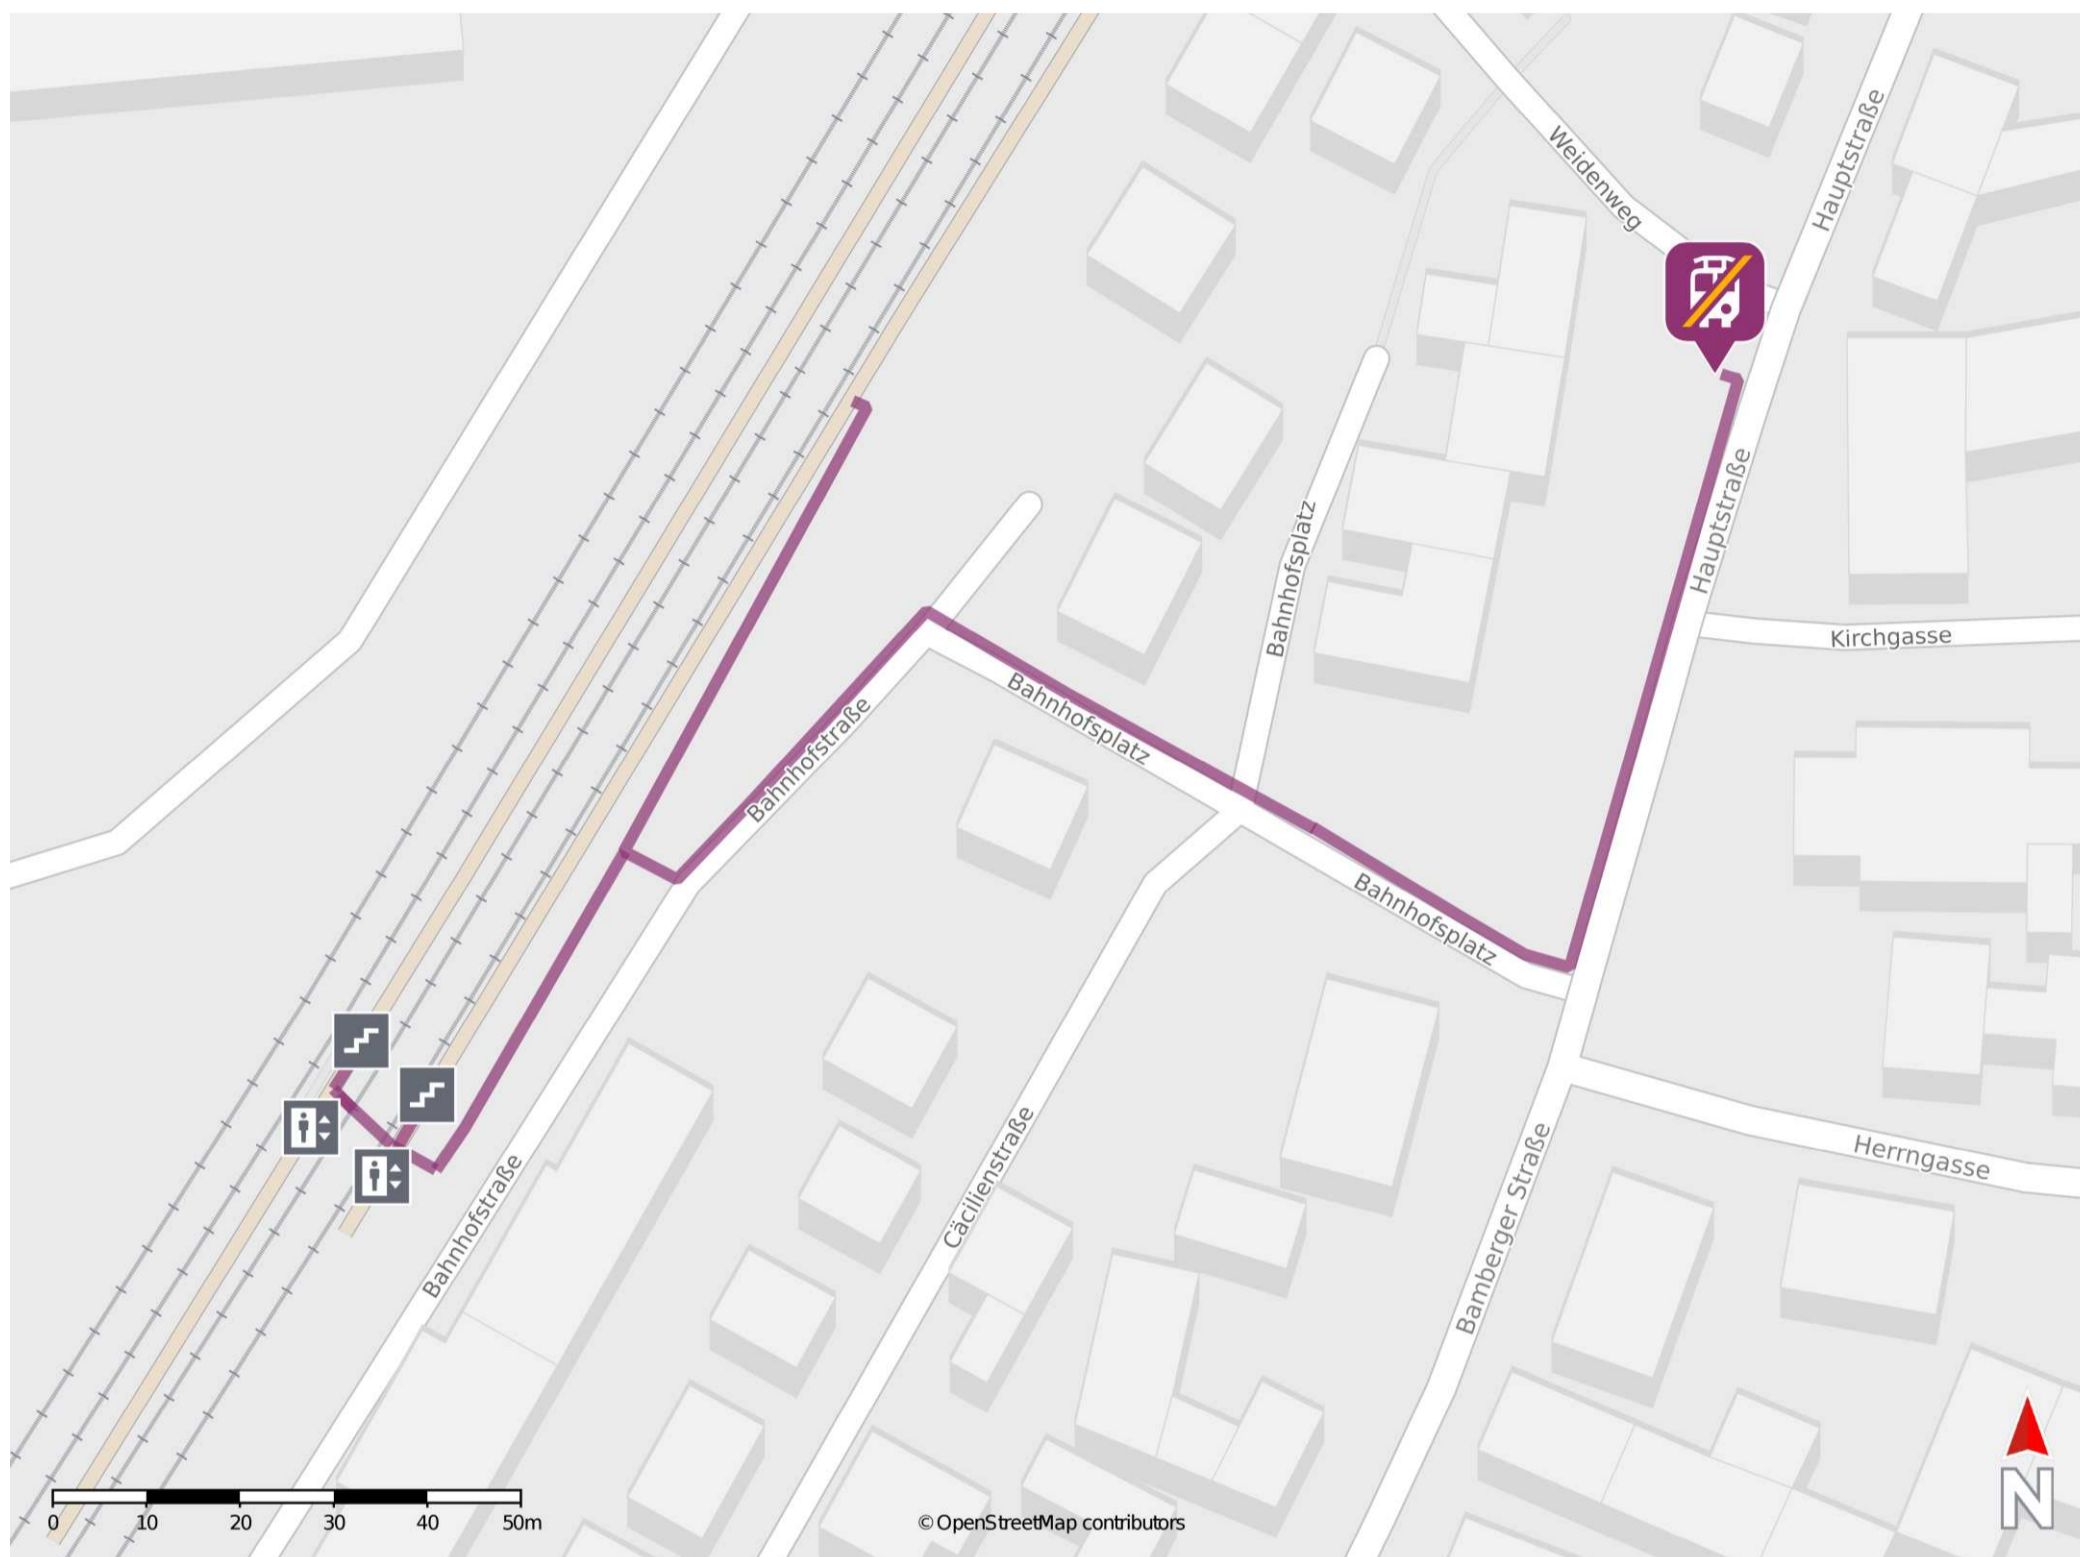 Weidenweg
Hauptstraße
Hauptstraße
Bahnhofsplatz
Kirchgasse
Bahnhofsplatz
Bahnhofstraße
Bahnhofsplatz
Herrngasse
Cäcilienstraße
Bamberger Straße
Bahnhofstraße
0 10 20 30 40 50m
© OpenStreetMap contributors
N